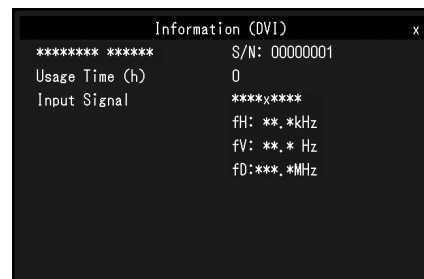 Information (DVI) x
******** ****** S/N: 00000001
Usage Time (h) 0
Input Signal ****x****
fH: **.*kHz
fV: **.* Hz
fD:***.*MHz